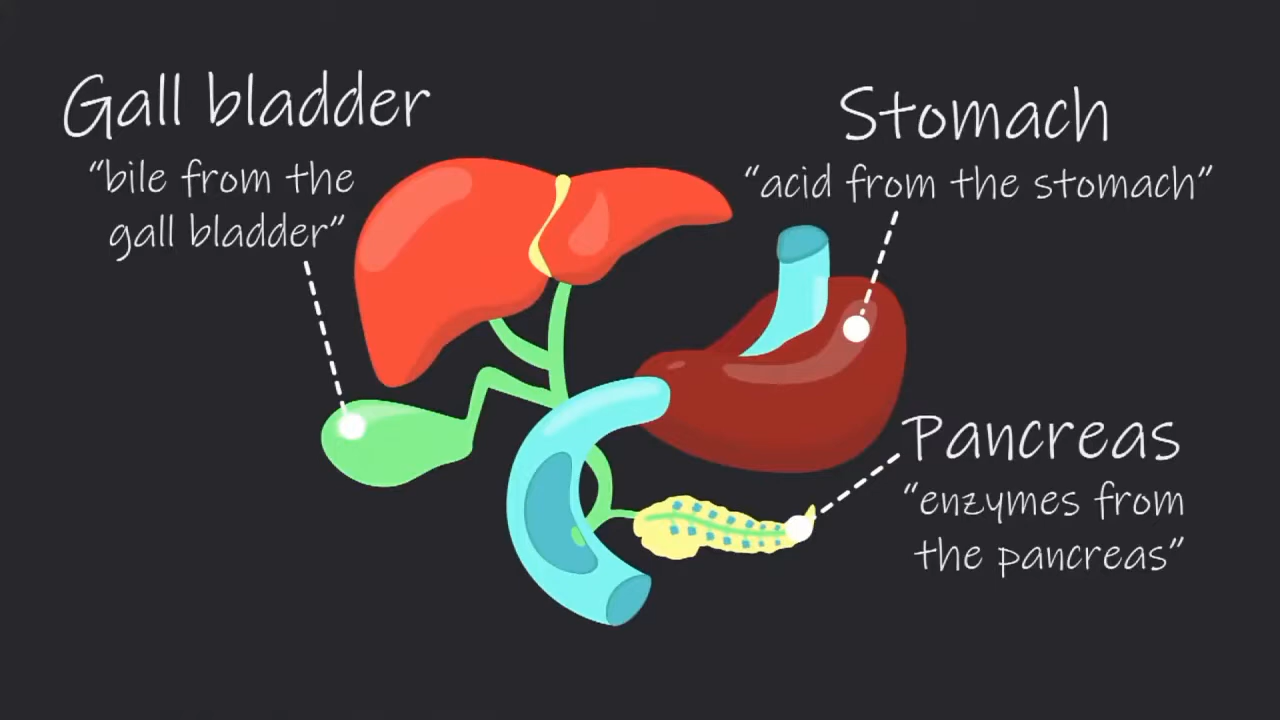 Gall bladder
“bile from the
gall bladder”
Stomach
“acid from the stomach”
Pancreas
“enzymes from
the pancreas”